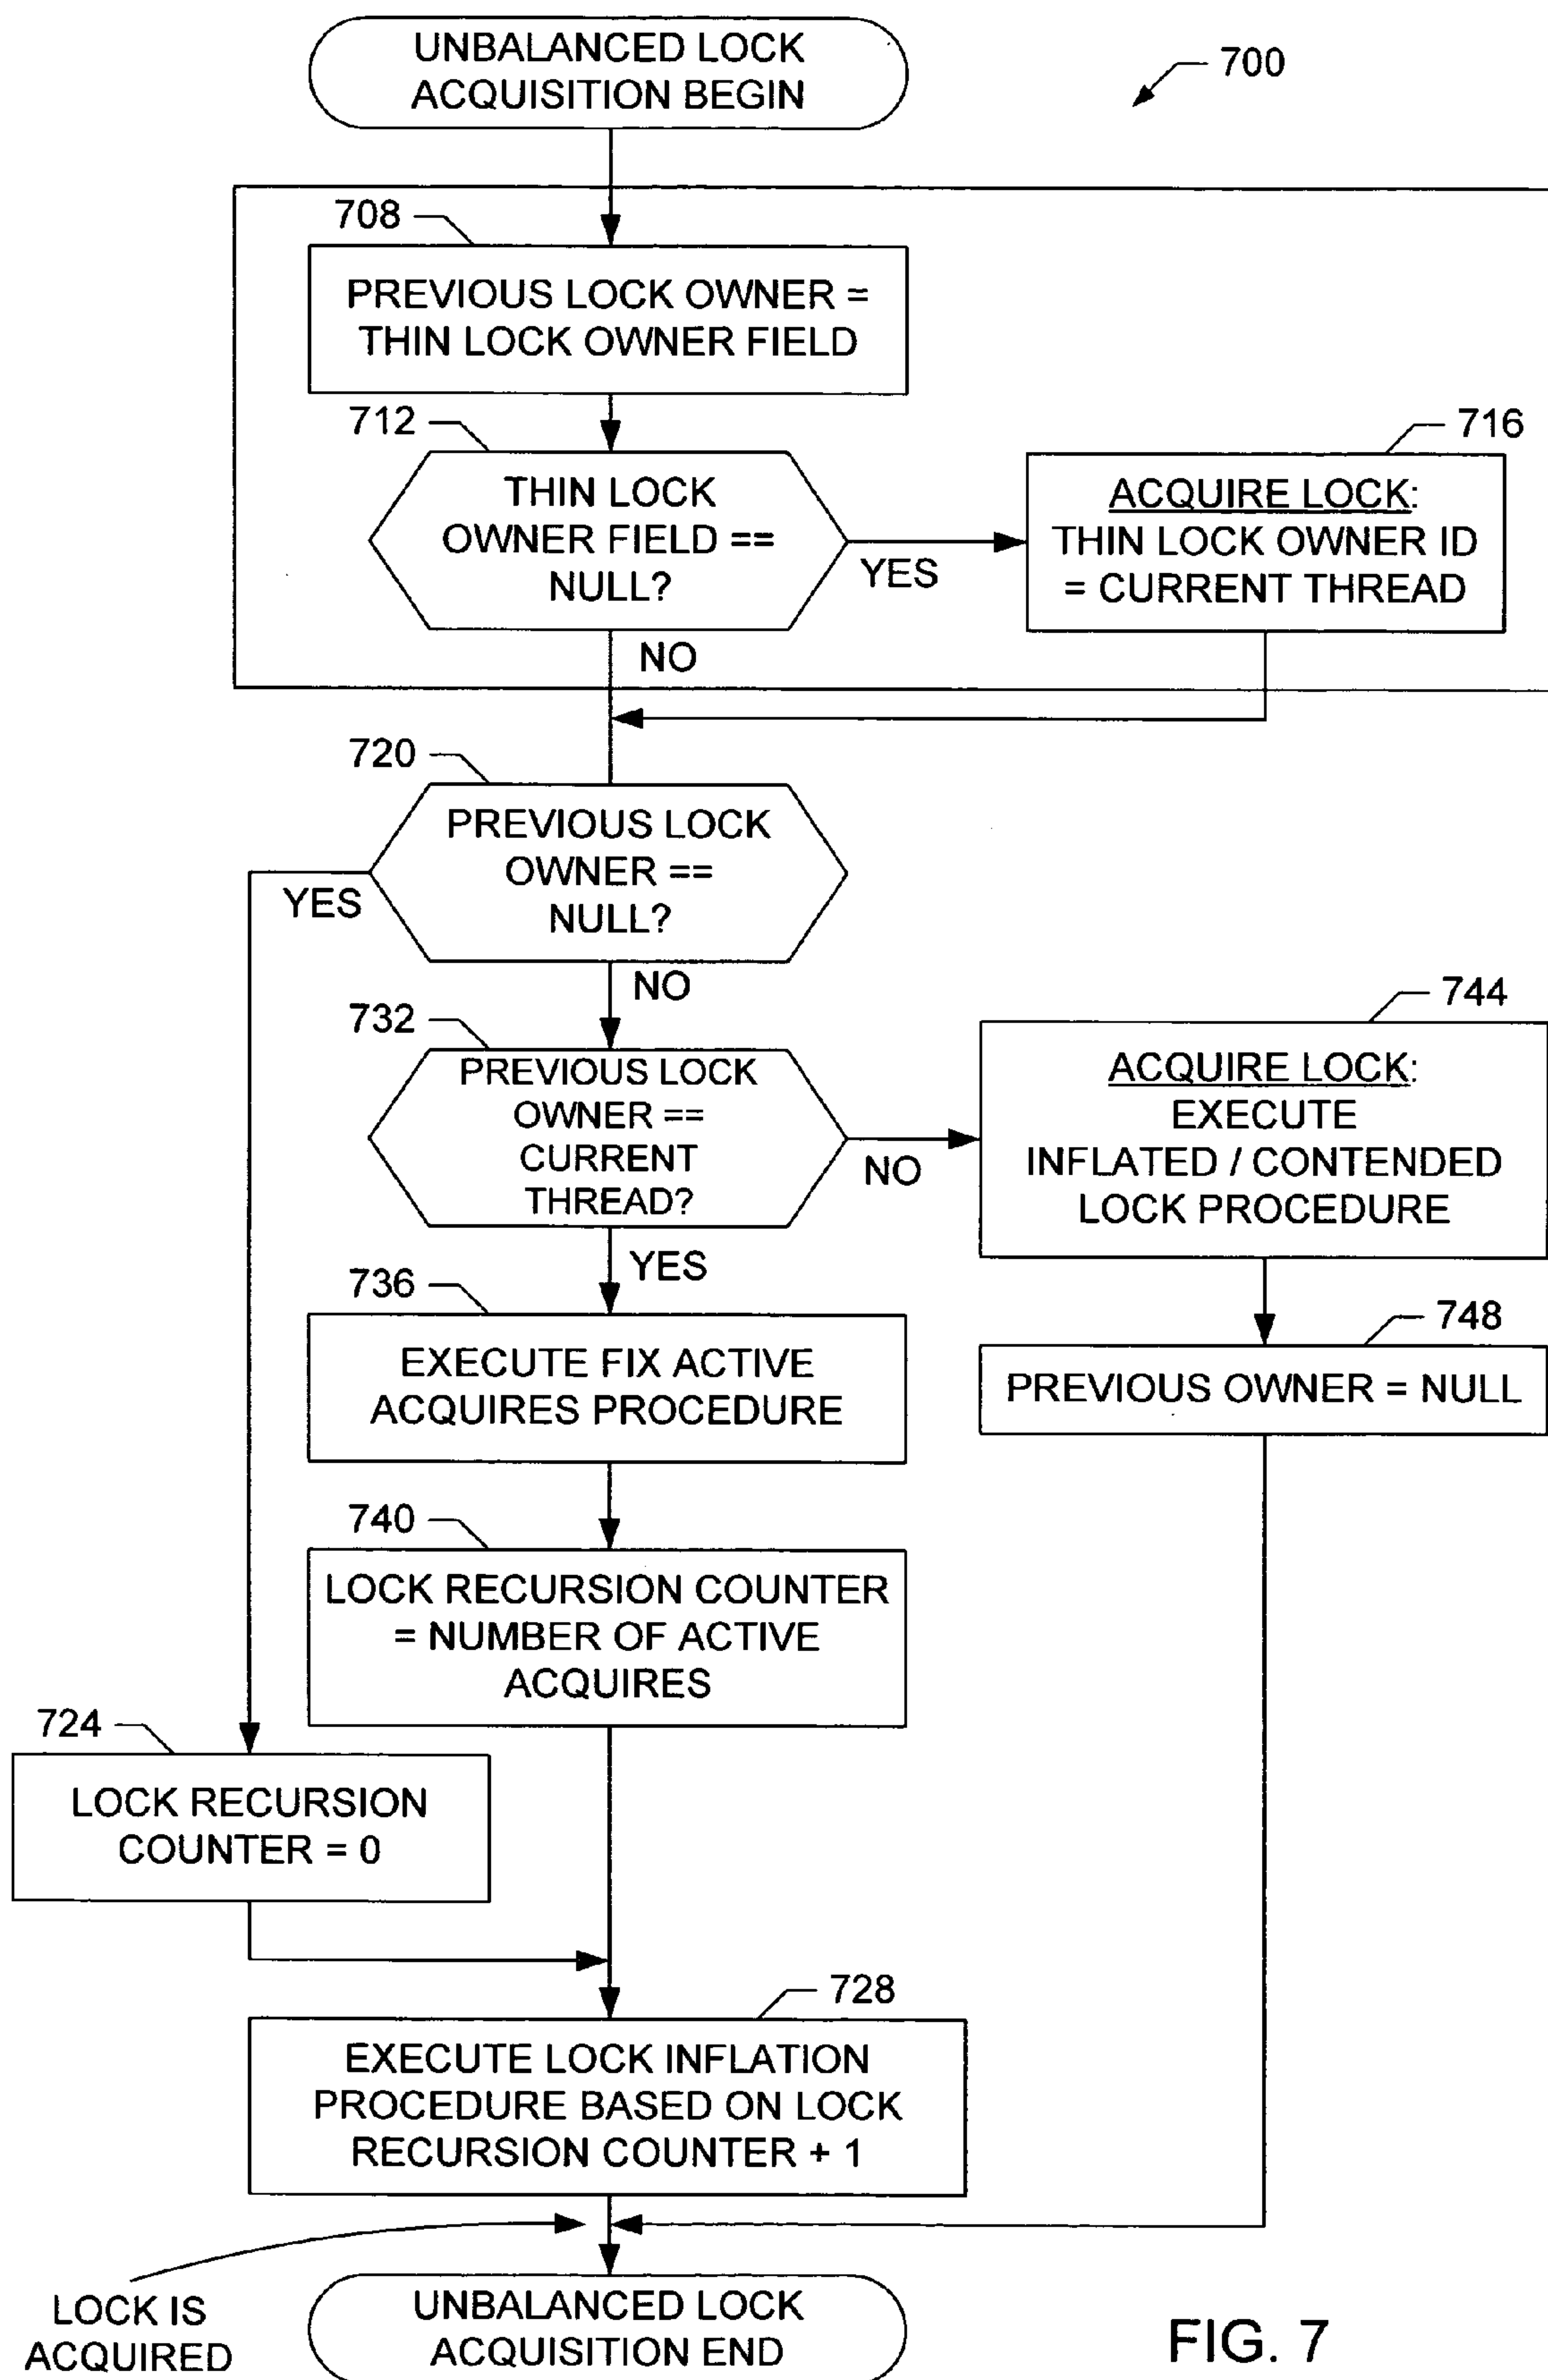 UNBALANCED LOCK
ACQUISITION BEGIN
700
708
PREVIOUS LOCK OWNER =
THIN LOCK OWNER FIELD
712
THIN LOCK
OWNER FIELD ==
NULL?
YES
716
ACQUIRE LOCK:
THIN LOCK OWNER ID
= CURRENT THREAD
NO
720
PREVIOUS LOCK
OWNER ==
NULL?
YES
NO
732
PREVIOUS LOCK
OWNER ==
CURRENT
THREAD?
NO
744
ACQUIRE LOCK:
EXECUTE
INFLATED / CONTENDED
LOCK PROCEDURE
YES
736
EXECUTE FIX ACTIVE
ACQUIRES PROCEDURE
748
PREVIOUS OWNER = NULL
740
LOCK RECURSION COUNTER
= NUMBER OF ACTIVE
ACQUIRES
724
LOCK RECURSION
COUNTER = 0
728
EXECUTE LOCK INFLATION
PROCEDURE BASED ON LOCK
RECURSION COUNTER + 1
LOCK IS
ACQUIRED
UNBALANCED LOCK
ACQUISITION END
FIG. 7